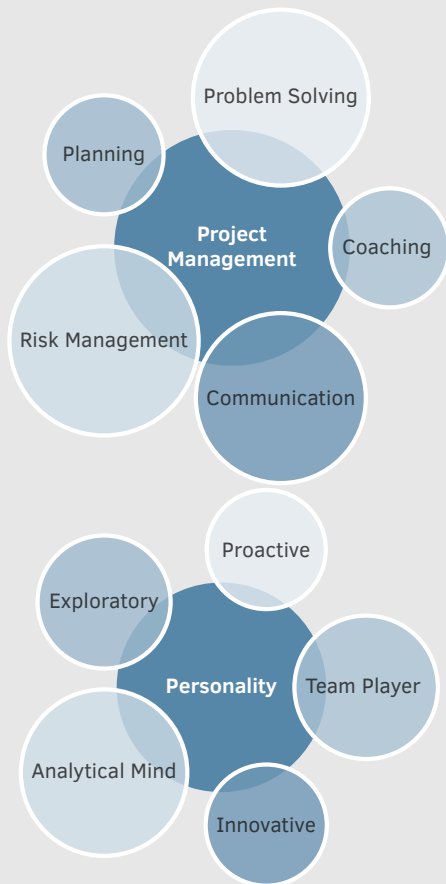 Problem Solving
Planning
Project
Management
Coaching
Risk Management
Communication
Proactive
Exploratory
Personality
Team Player
Analytical Mind
Innovative